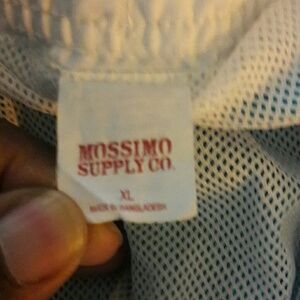 MOSSIMO
SUPPLY CO.
XL
MADE IN BANGLADESH